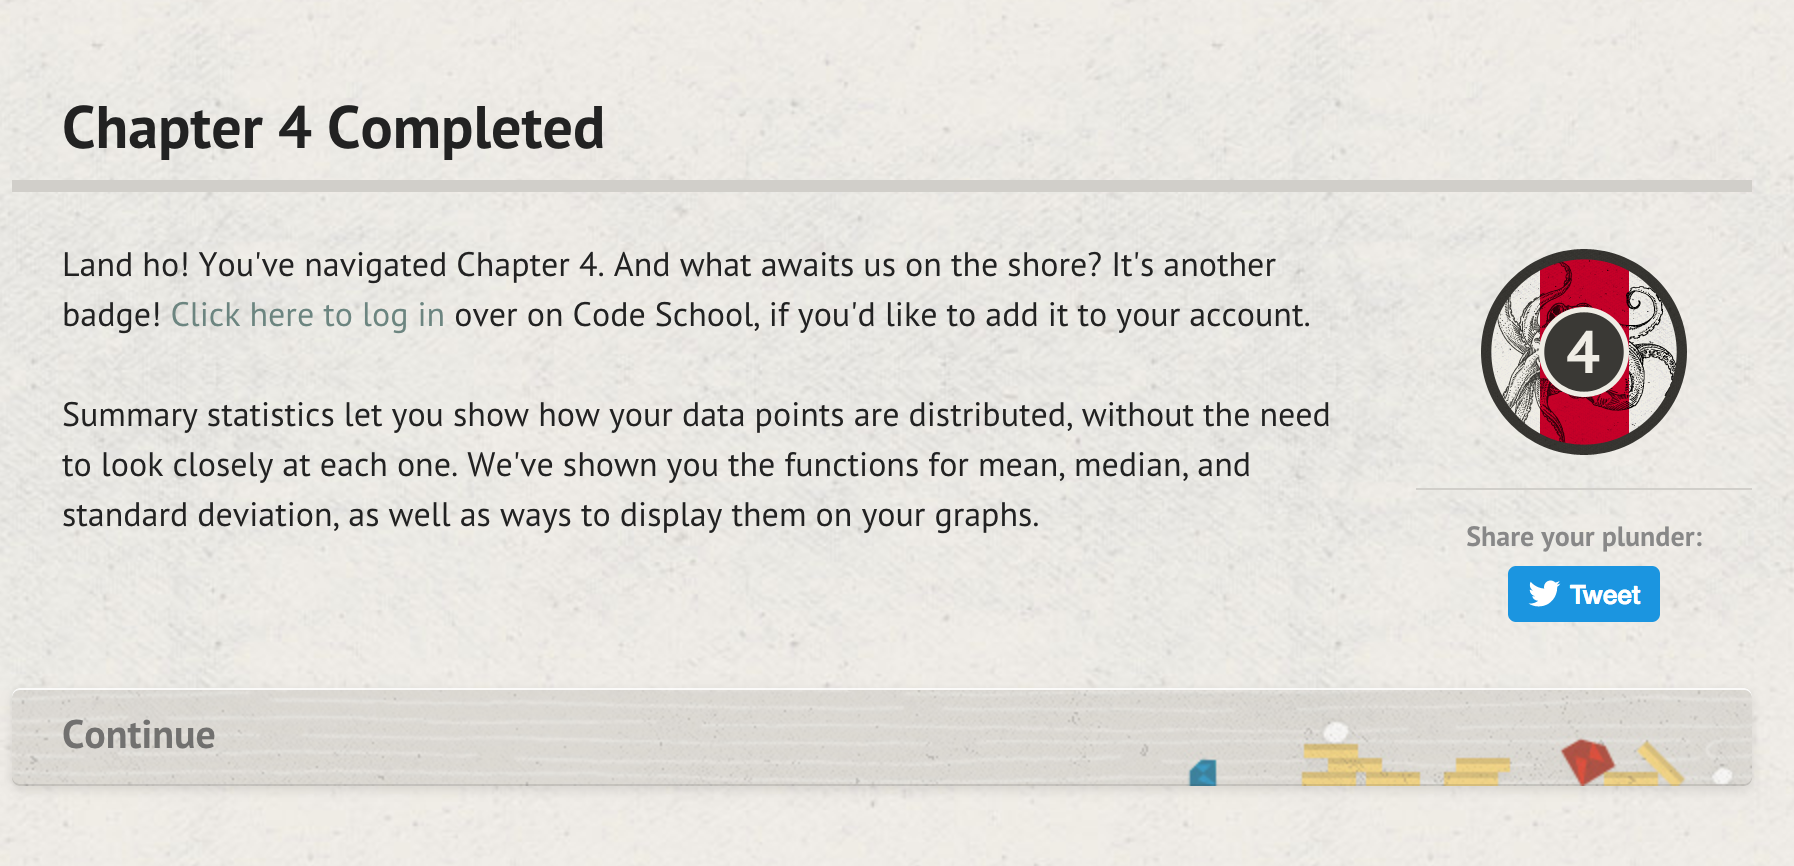 Chapter 4 Completed
Land ho! You've navigated Chapter 4. And what awaits us on the shore? It's another
badge! Click here to log in over on Code School, if you'd like to add it to your account.
4
Summary statistics let you show how your data points are distributed, without the need
to look closely at each one. We've shown you the functions for mean, median, and
standard deviation, as well as ways to display them on your graphs.
Share your plunder:
Tweet
Continue